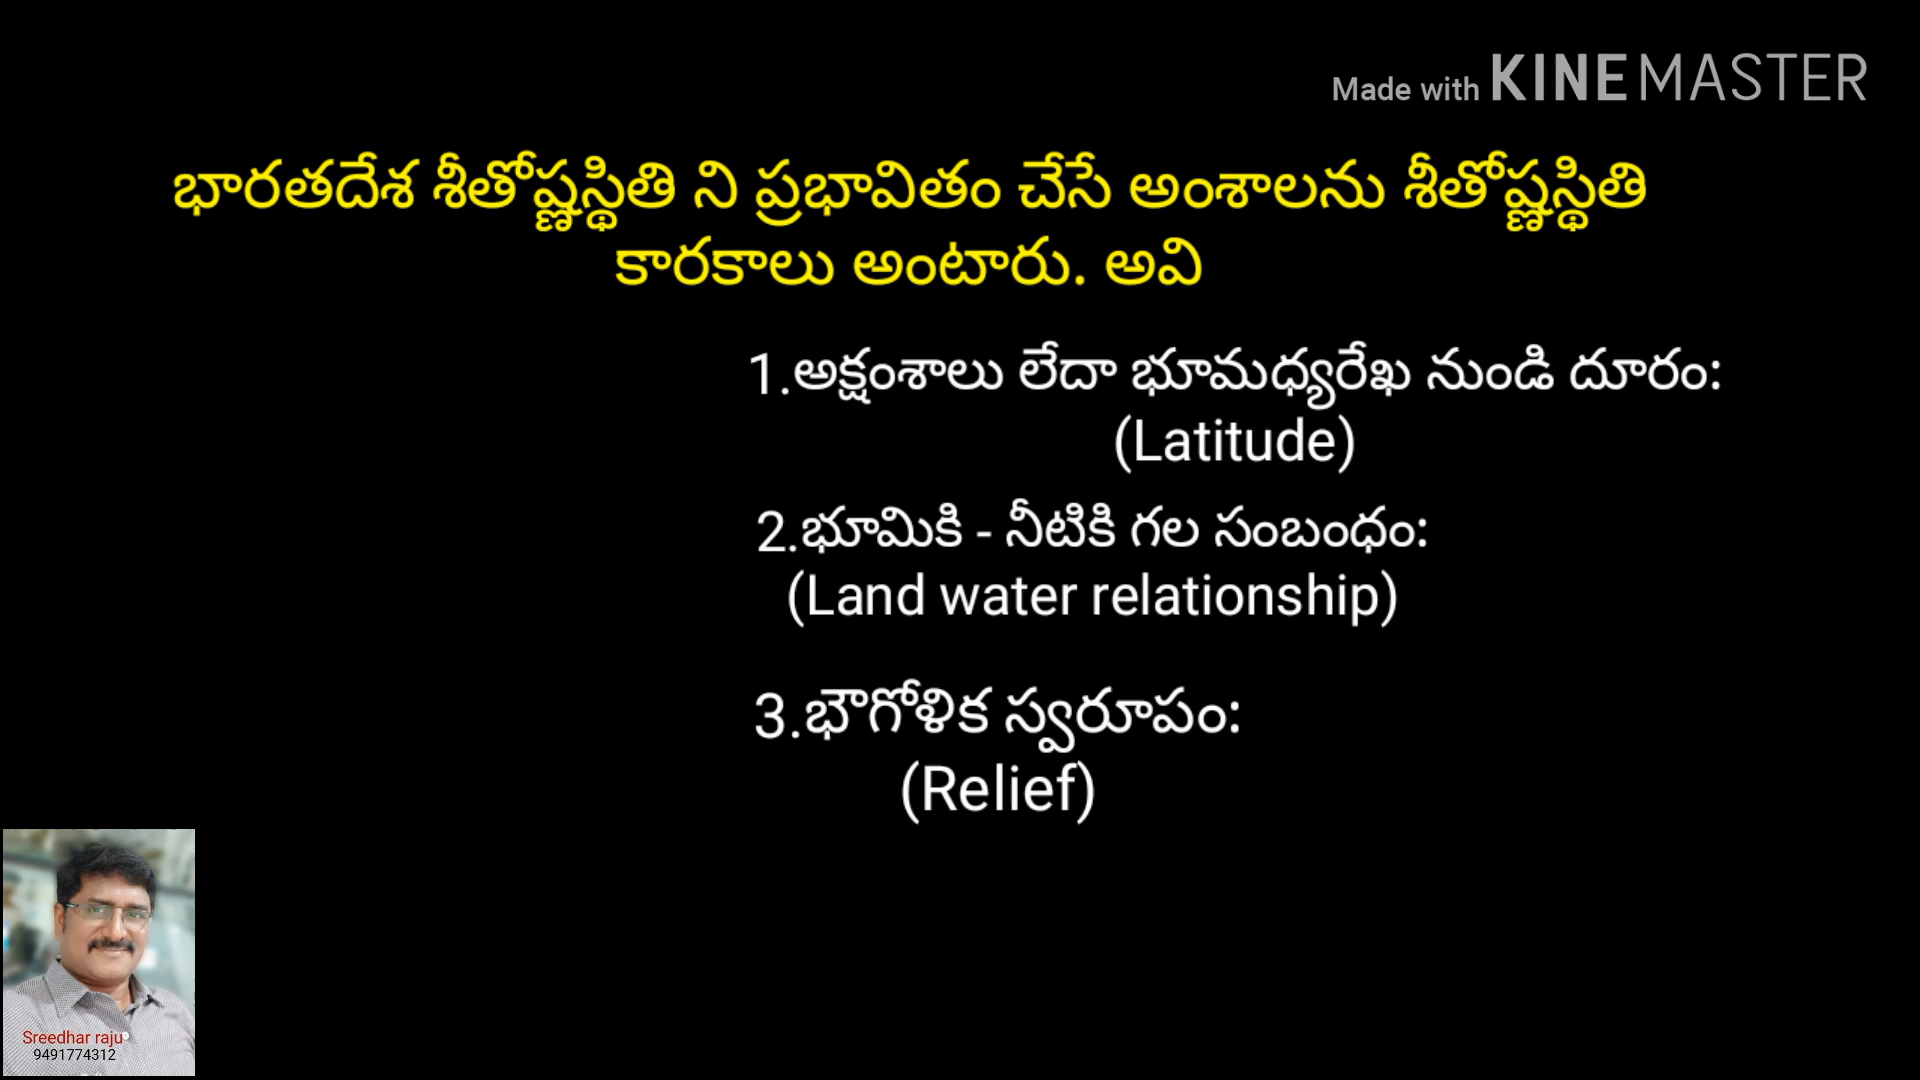 Made with KINEMASTER
భారతదేశ శీతోష్ణస్థితి ని ప్రభావితం చేసే అంశాలను శీతోష్ణస్థితి
కారకాలు అంటారు. అవి
1.అక్షంశాలు లేదా భూమధ్యరేఖ నుండి దూరం:
(Latitude)
2.భూమికి - నీటికి గల సంబంధం:
(Land water relationship)
3.భౌగోళిక స్వరూపం:
(Relief)
Sreedhar raju
9491774312